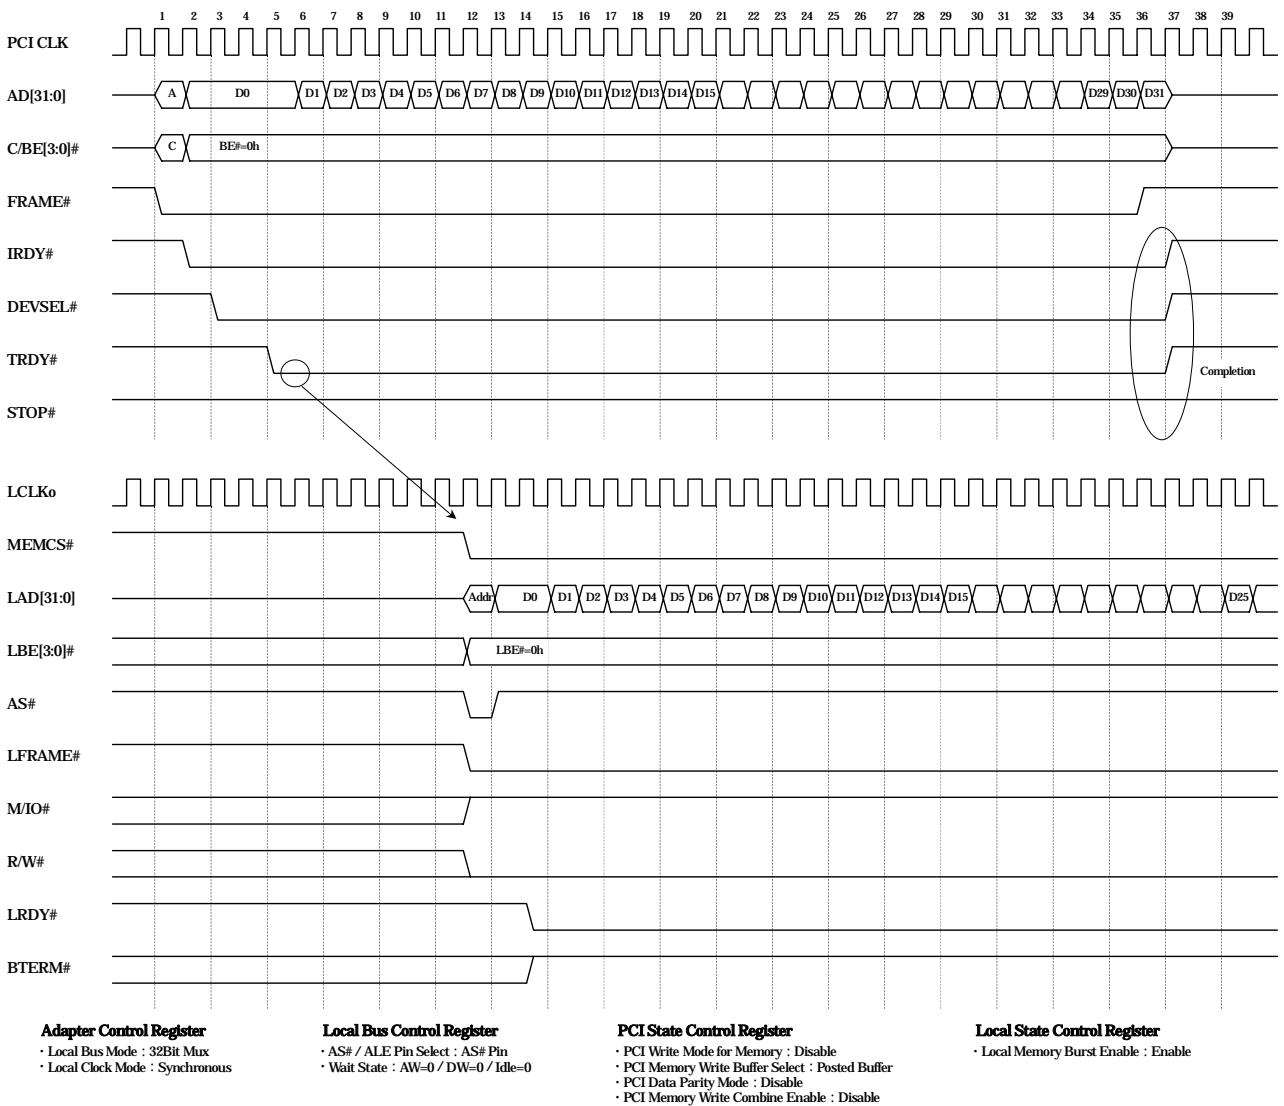 1 2 3 4 5 6 7 8 9 10 11 12 13 14 15 16 17 18 19 20 21 22 23 24 25 26 27 28 29 30 31 32 33 34 35 36 37 38 39
PCI CLK
AD[31:0] A D0 D1 D2 D3 D4 D5 D6 D7 D8 D9 D10 D11 D12 D13 D14 D15 D29 D30 D31
C/BE[3:0]# C BE#=0h
FRAME#
IRDY#
DEVSEL#
TRDY#
Completion
STOP#
LCLKo
MEMCS#
LAD[31:0] Addr D0 D1 D2 D3 D4 D5 D6 D7 D8 D9 D10 D11 D12 D13 D14 D15 D25
LBE[3:0]# LBE#=0h
AS#
LFRAME#
M/IO#
R/W#
LRDY#
BTERM#
Adapter Control Register
・Local Bus Mode : 32Bit Mux
・Local Clock Mode : Synchronous
Local Bus Control Register
・AS# / ALE Pin Select : AS# Pin
・Wait State : AW=0 / DW=0 / Idle=0
PCI State Control Register
・PCI Write Mode for Memory : Disable
・PCI Memory Write Buffer Select : Posted Buffer
・PCI Data Parity Mode : Disable
・PCI Memory Write Combine Enable : Disable
Local State Control Register
・Local Memory Burst Enable : Enable